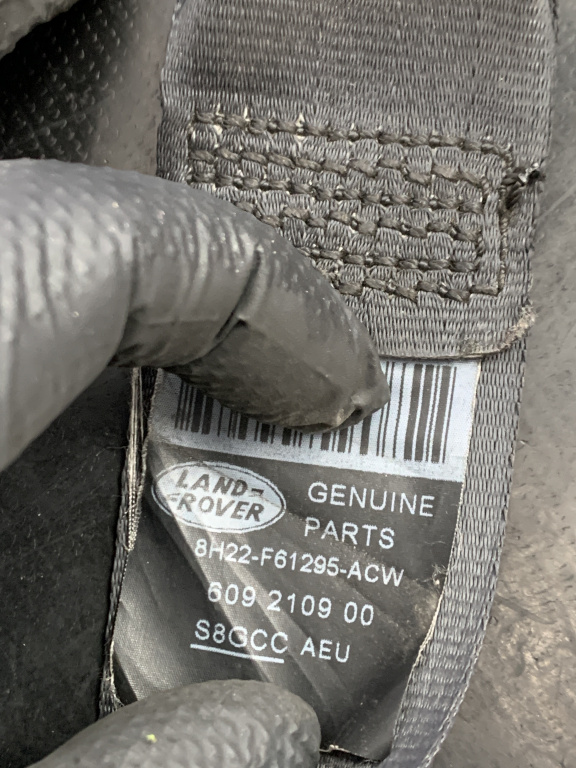 LAND-
ROVER
GENUINE
PARTS
8H22-F61295-ACW
609 2109 00
S8GCC AEU